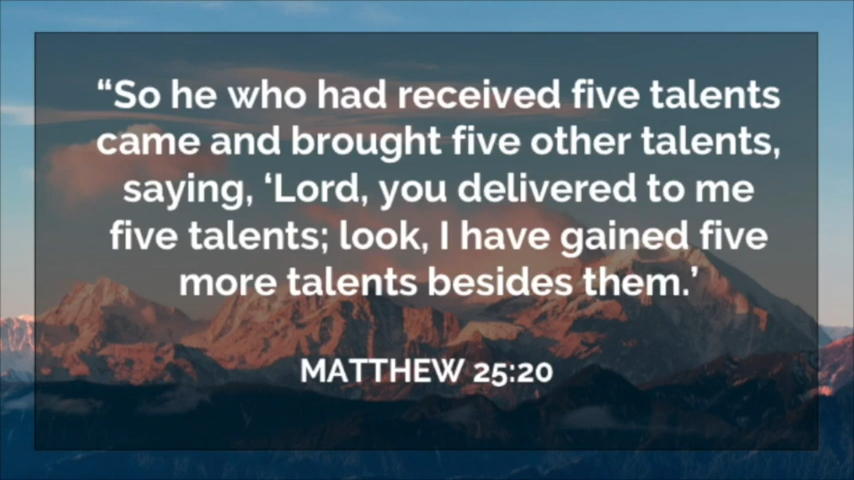 “So he who had received five talents
came and brought five other talents,
saying, ‘Lord, you delivered to me
five talents; look, I have gained five
more talents besides them.’
MATTHEW 25:20